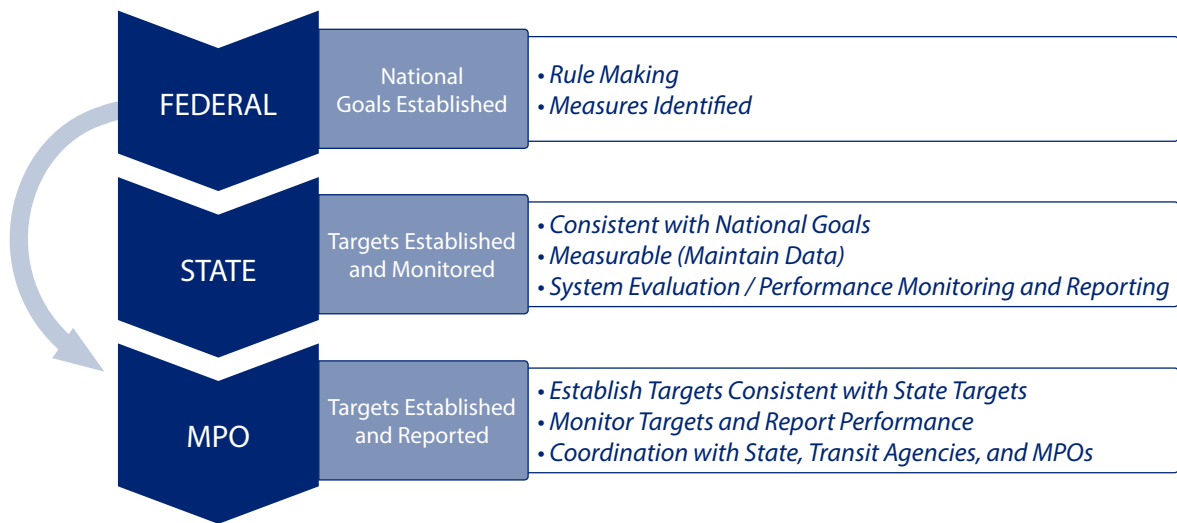 FEDERAL
National
Goals Established
• Rule Making
• Measures Identified
STATE
Targets Established
and Monitored
• Consistent with National Goals
• Measurable (Maintain Data)
• System Evaluation / Performance Monitoring and Reporting
MPO
Targets Established
and Reported
• Establish Targets Consistent with State Targets
• Monitor Targets and Report Performance
• Coordination with State, Transit Agencies, and MPOs